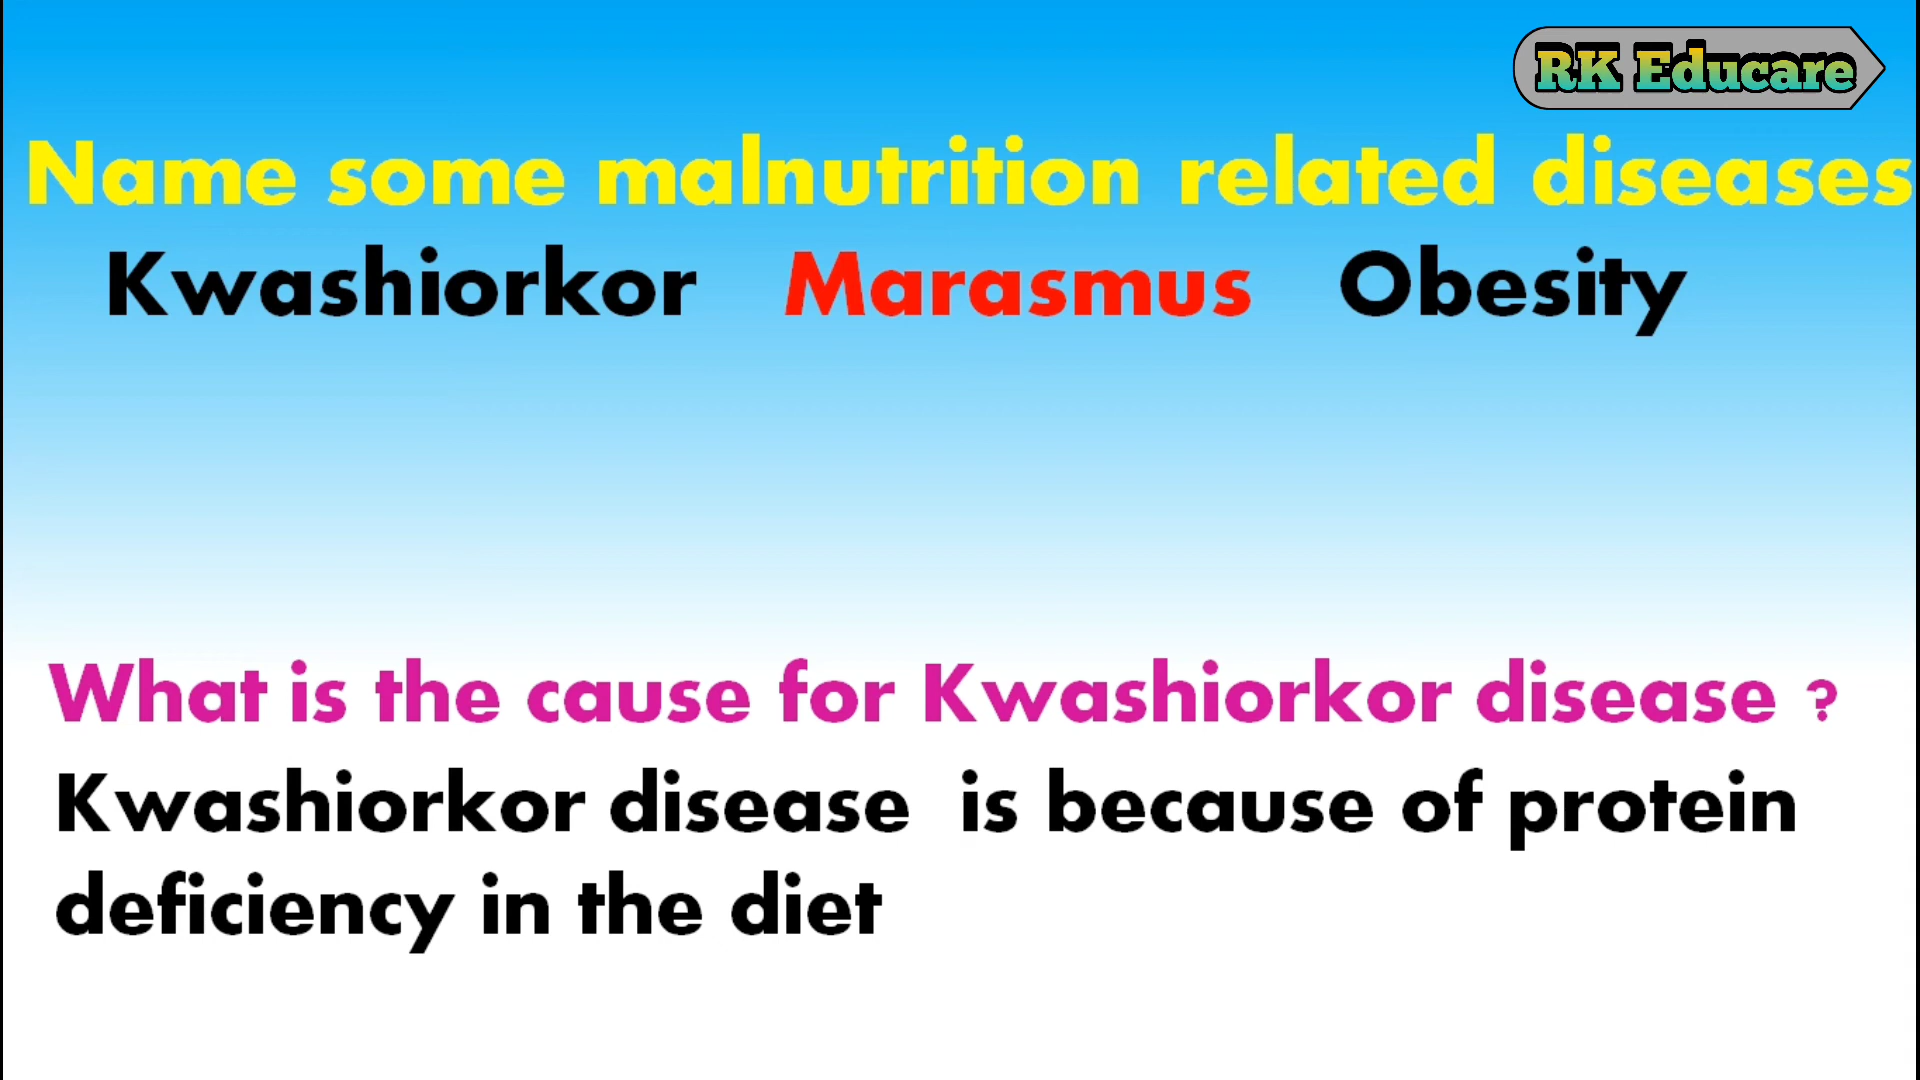 RK Educare
Name some malnutrition related diseases
Kwashiorkor Marasmus Obesity
What is the cause for Kwashiorkor disease ?
Kwashiorkor disease is because of protein
deficiency in the diet